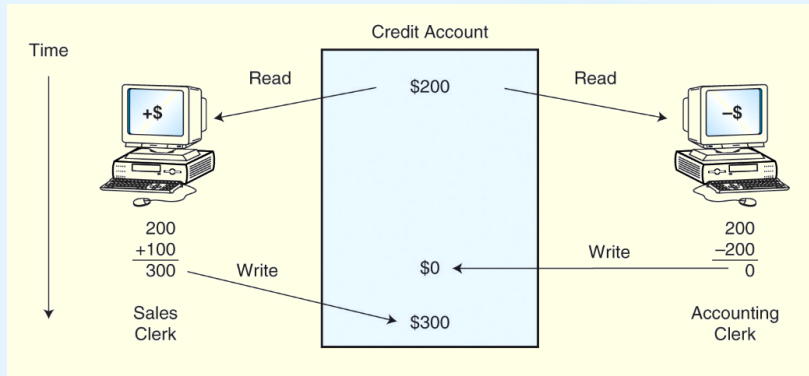 Credit Account
Time
Read
$200
Read
+$
–$
200
+100
300
Write
$0
Write
200
–200
0
$300
Sales
Clerk
Accounting
Clerk